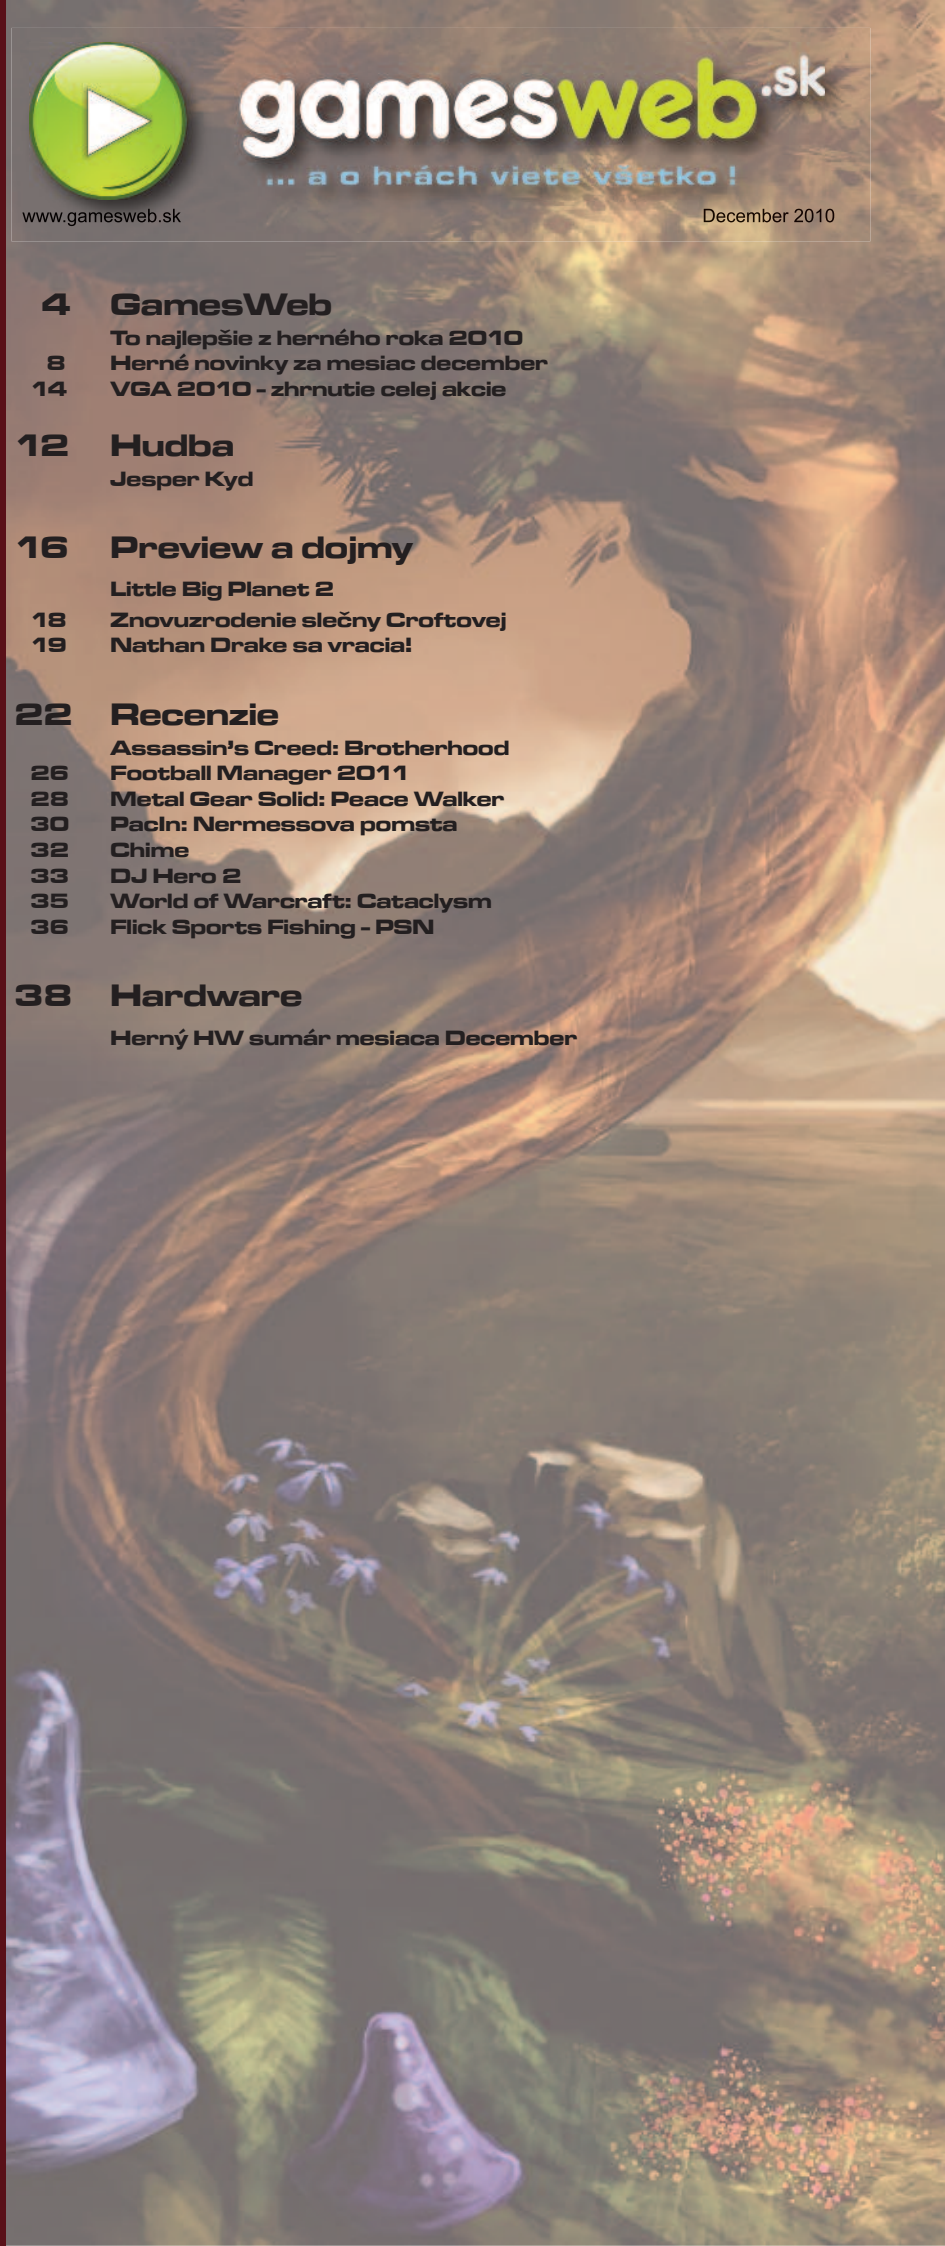 gamesweb.sk
... a o hrách viete všetko !
www.gamesweb.sk December 2010
4 GamesWeb
To najlepšie z herného roka 2010
8 Herné novinky za mesiac december
14 VGA 2010 - zhrnutie celej akcie
12 Hudba
Jesper Kyd
16 Preview a dojmy
Little Big Planet 2
18 Znovuzrodenie slečny Croftovej
19 Nathan Drake sa vracia!
22 Recenzie
Assassin's Creed: Brotherhood
26 Football Manager 2011
28 Metal Gear Solid: Peace Walker
30 PacIn: Nermessova pomsta
32 Chime
33 DJ Hero 2
35 World of Warcraft: Cataclysm
36 Flick Sports Fishing - PSN
38 Hardware
Herný HW sumár mesiaca December